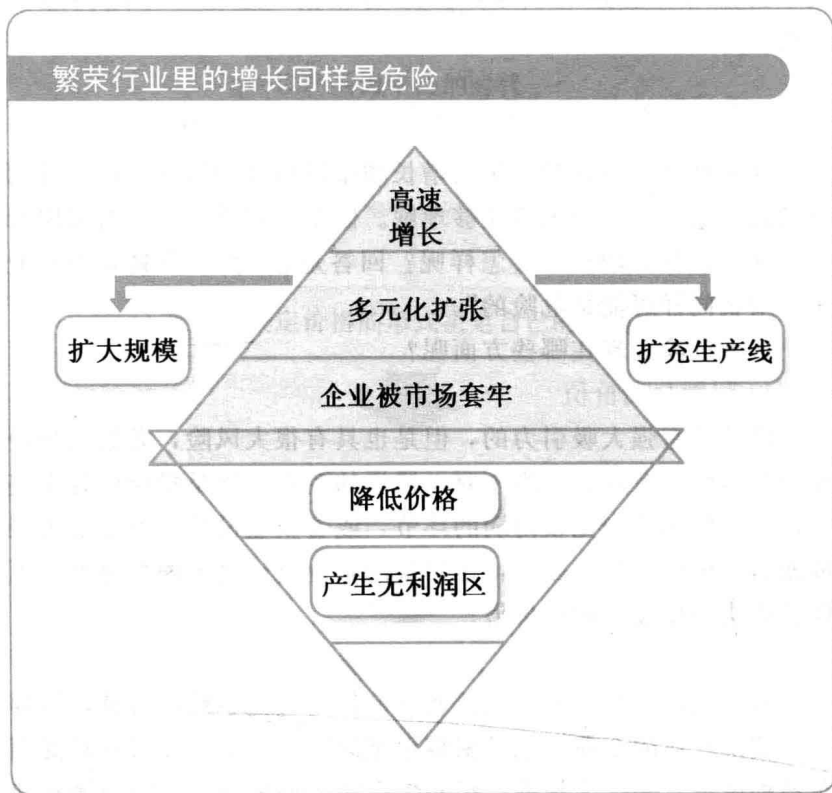 繁荣行业里的增长同样是危险
高速
增长
多元化扩张
扩大规模
扩充生产线
企业被市场套牢
降低价格
产生无利润区